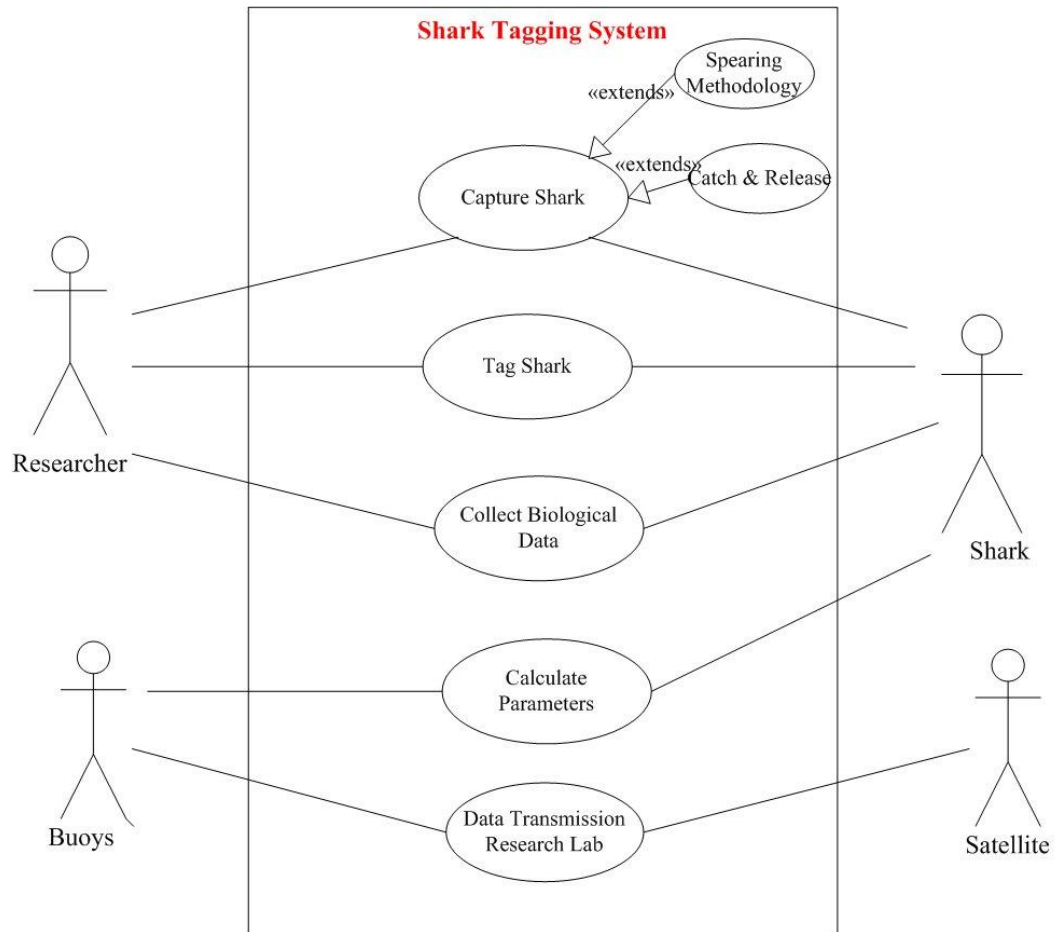 Shark Tagging System
Spearing
Methodology
«extends»
«extends»
Catch & Release
Capture Shark
Tag Shark
Researcher
Collect Biological
Data
Shark
Calculate
Parameters
Data Transmission
Research Lab
Buoys
Satellite